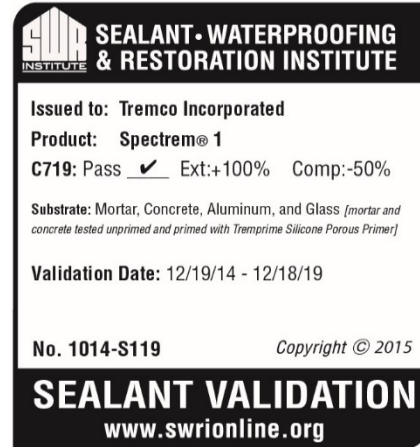 SWR
INSTITUTE
SEALANT • WATERPROOFING
& RESTORATION INSTITUTE
Issued to: Tremco Incorporated
Product: Spectrem® 1
C719: Pass ✔ Ext:+100% Comp:-50%
Substrate: Mortar, Concrete, Aluminum, and Glass [mortar and
concrete tested unprimed and primed with Tremprime Silicone Porous Primer]
Validation Date: 12/19/14 - 12/18/19
No. 1014-S119 Copyright © 2015
SEALANT VALIDATION
www.swrionline.org